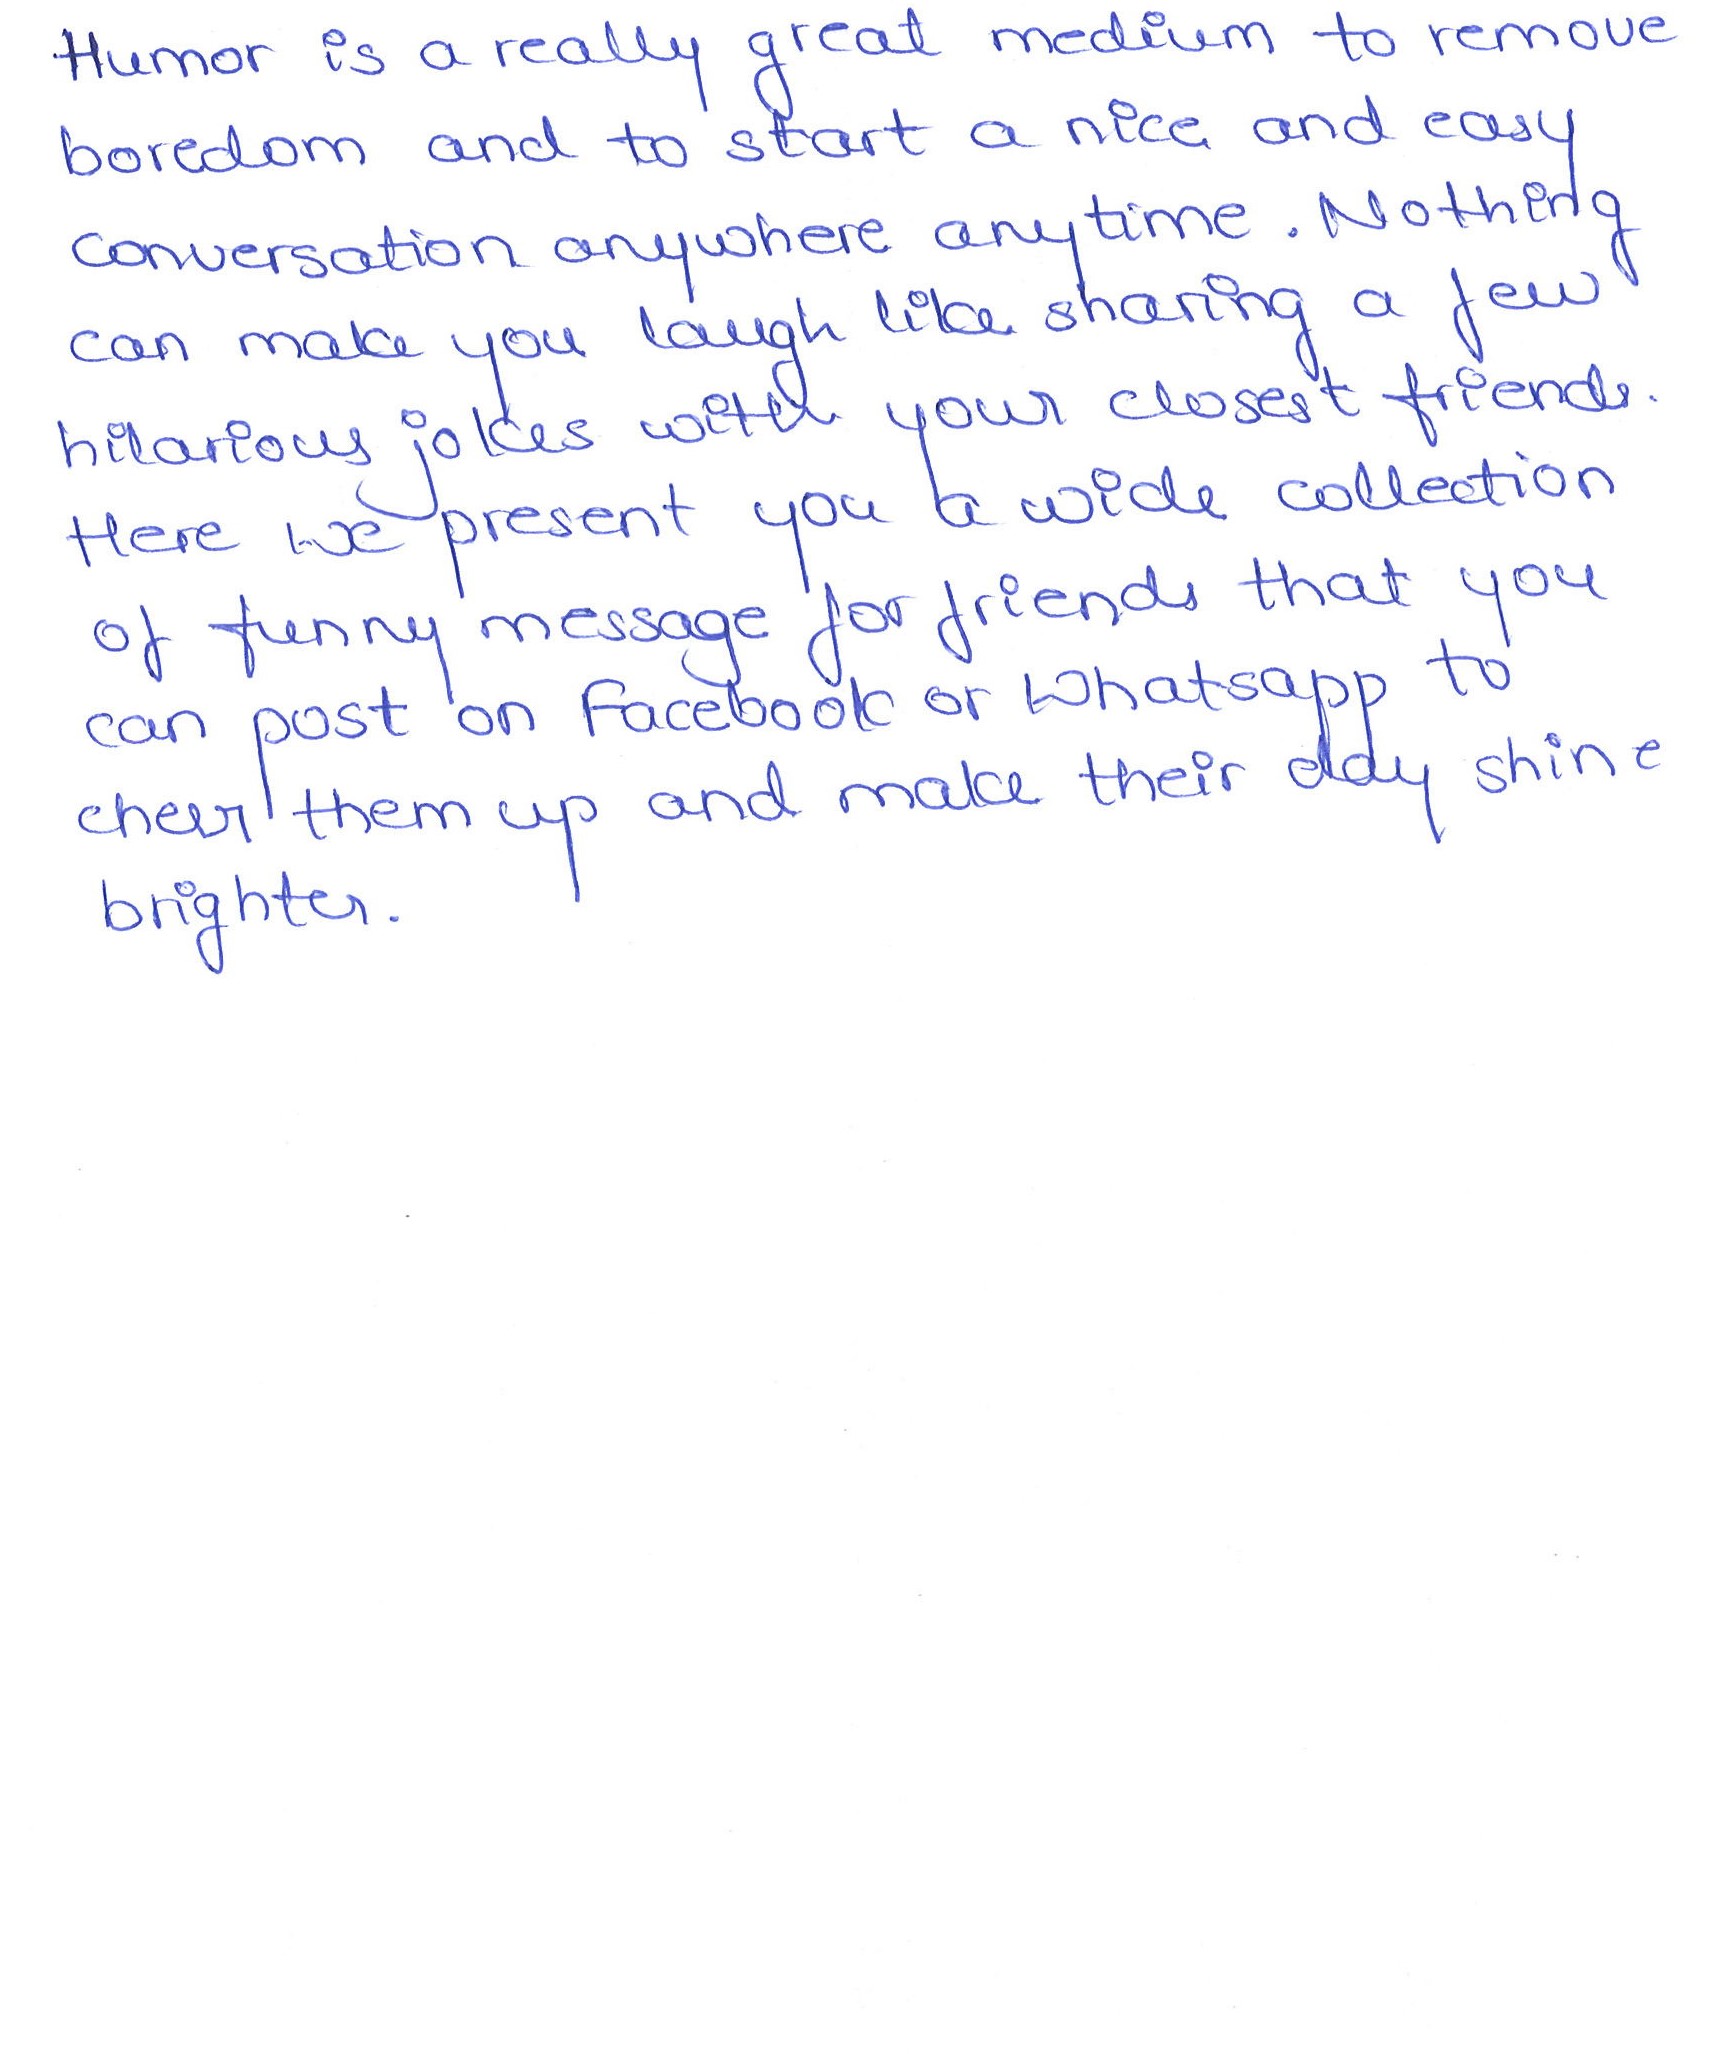 Humor is a really great medium to remove
boredom and to start a nice and easy
conversation anywhere anytime. Nothing
can make you laugh like sharing a few
hilarious jokes with your closest friends.
Here we present you a wide collection
of funny message for friends that you
can post on Facebook or Whatsapp to
cheer them up and make their day shine
brighter.